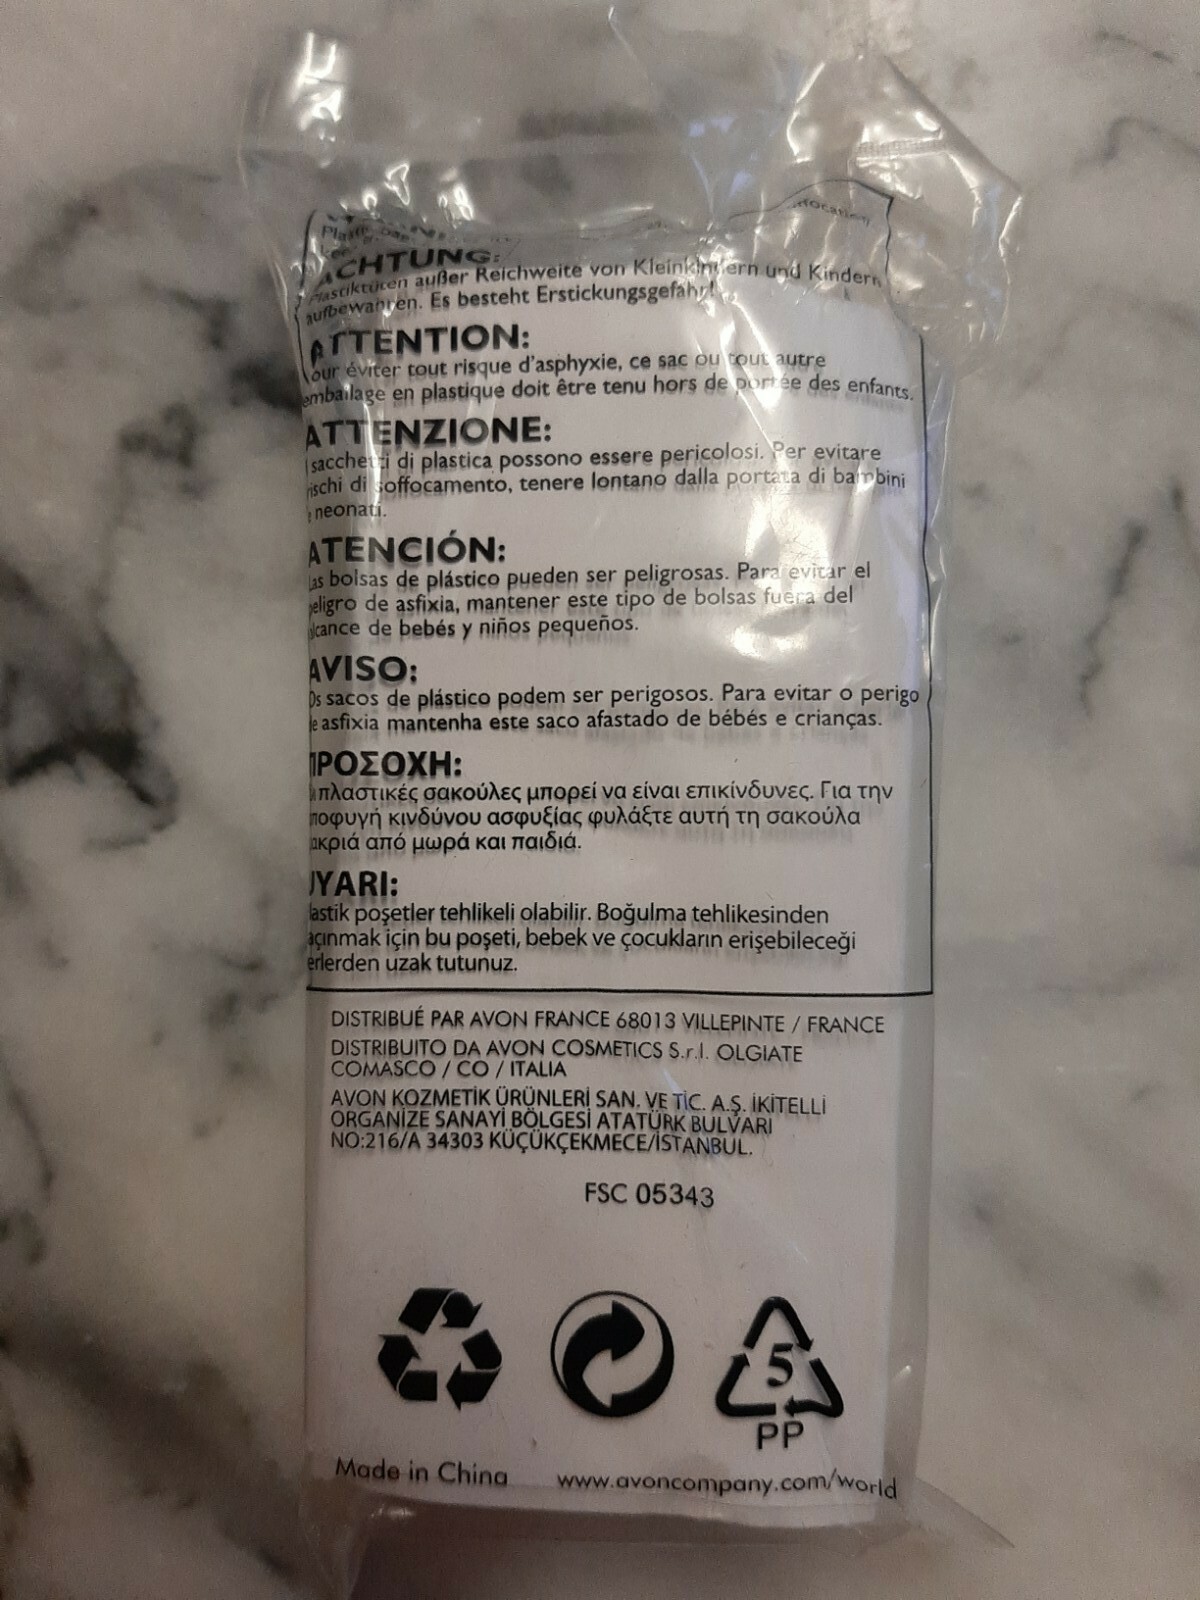 Plastic
ACHTUNG:
Plastiktüten außer Reichweite von Kleinkindern und Kindern
aufbewahren. Es besteht Erstickungsgefahr!
ATTENTION:
our éviter tout risque d'asphyxie, ce sac ou tout autre
emballage en plastique doit être tenu hors de portée des enfants.
ATTENZIONE:
I sacchetti di plastica possono essere pericolosi. Per evitare
rischi di soffocamento, tenere lontano dalla portata di bambini
e neonati.
ATENCIÓN:
Las bolsas de plástico pueden ser peligrosas. Para evitar el
peligro de asfixia, mantener este tipo de bolsas fuera del
alcance de bebés y niños pequeños.
AVISO:
Os sacos de plástico podem ser perigosos. Para evitar o perigo
de asfixia mantenha este saco afastado de bébés e crianças.
ΠΡΟΣΟΧΗ:
πλαστικές σακούλες μπορεί να είναι επικίνδυνες. Για την
ποφυγή κινδύνου ασφυξίας φυλάξτε αυτή τη σακούλα
ακριά από μωρά και παιδιά.
UYARI:
lastik poşetler tehlikeli olabilir. Boğulma tehlikesinden
açınmak için bu poşeti, bebek ve çocukların erişebileceği
erlerden uzak tutunuz.
DISTRIBUÉ PAR AVON FRANCE 68013 VILLEPINTE / FRANCE
DISTRIBUITO DA AVON COSMETICS S.r.l. OLGIATE
COMASCO / CO / ITALIA
AVON KOZMETİK ÜRÜNLERİ SAN. VE TİC. A.Ş. İKİTELLİ
ORGANİZE SANAYİ BÖLGESİ ATATÜRK BULVARI
NO:216/A 34303 KÜÇÜKÇEKMECE/İSTANBUL.
FSC 05343
5
PP
Made in China www.avoncompany.com/world